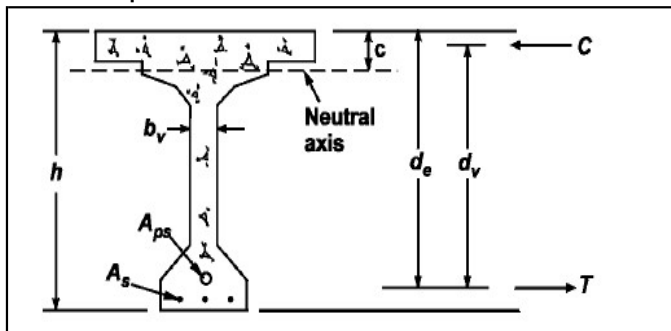 c
C
Neutral
axis
b_v
h
d_e
d_v
A_ps
A_s
T